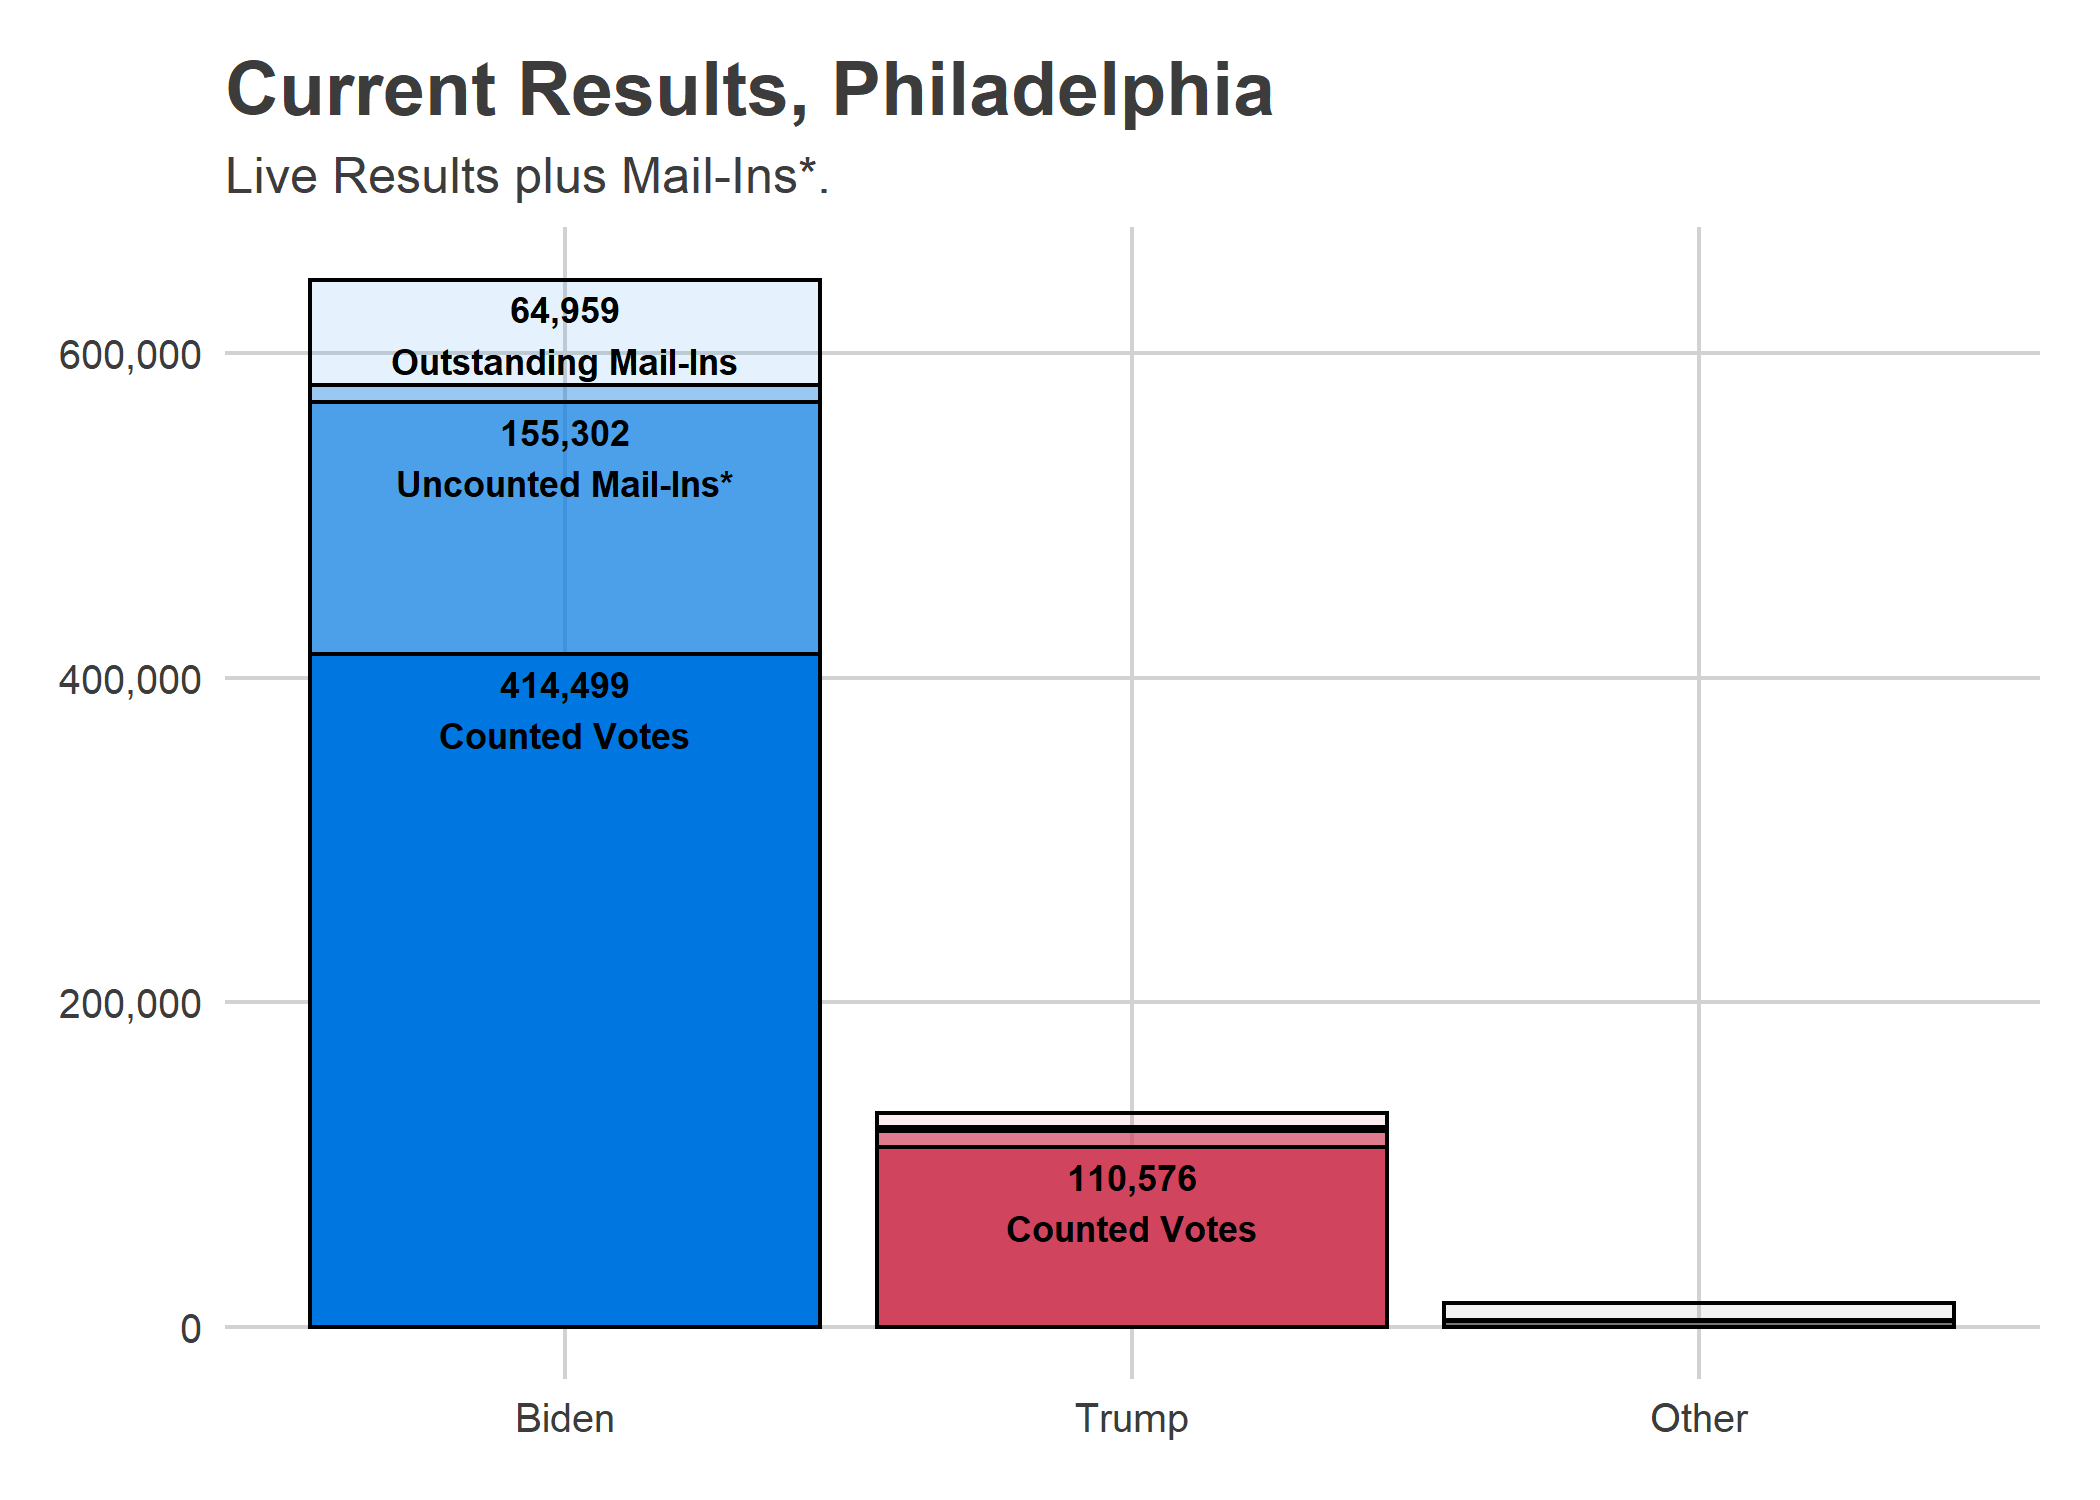 Current Results, Philadelphia
Live Results plus Mail-Ins*.
64,959
Outstanding Mail-Ins
155,302
Uncounted Mail-Ins*
414,499
Counted Votes
110,576
Counted Votes
600,000
400,000
200,000
0
Biden
Trump
Other